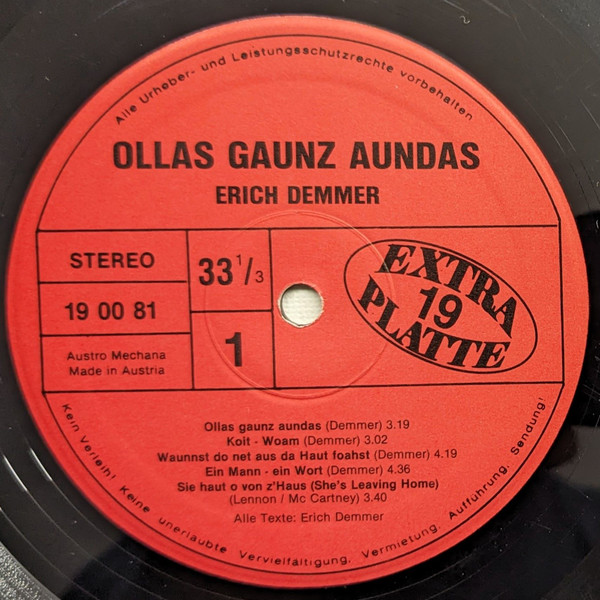 Alle Urheber- und Leistungsschutzrechte vorbehalten
OLLAS GAUNZ AUNDAS
ERICH DEMMER
STEREO
33 1/3
19 00 81
Austro Mechana
Made in Austria
1
EXTRA
19
PLATTE
Ollas gaunz aundas (Demmer) 3.19
Koit - Woam (Demmer) 3.02
Waunnst do net aus da Haut foahst (Demmer) 4.19
Ein Mann - ein Wort (Demmer) 4.36
Sie haut o von z'Haus (She's Leaving Home)
(Lennon / Mc Cartney) 3.40
Alle Texte: Erich Demmer
Kein Verleih! Keine unerlaubte Vervielfältigung, Vermietung, Aufführung, Sendung!